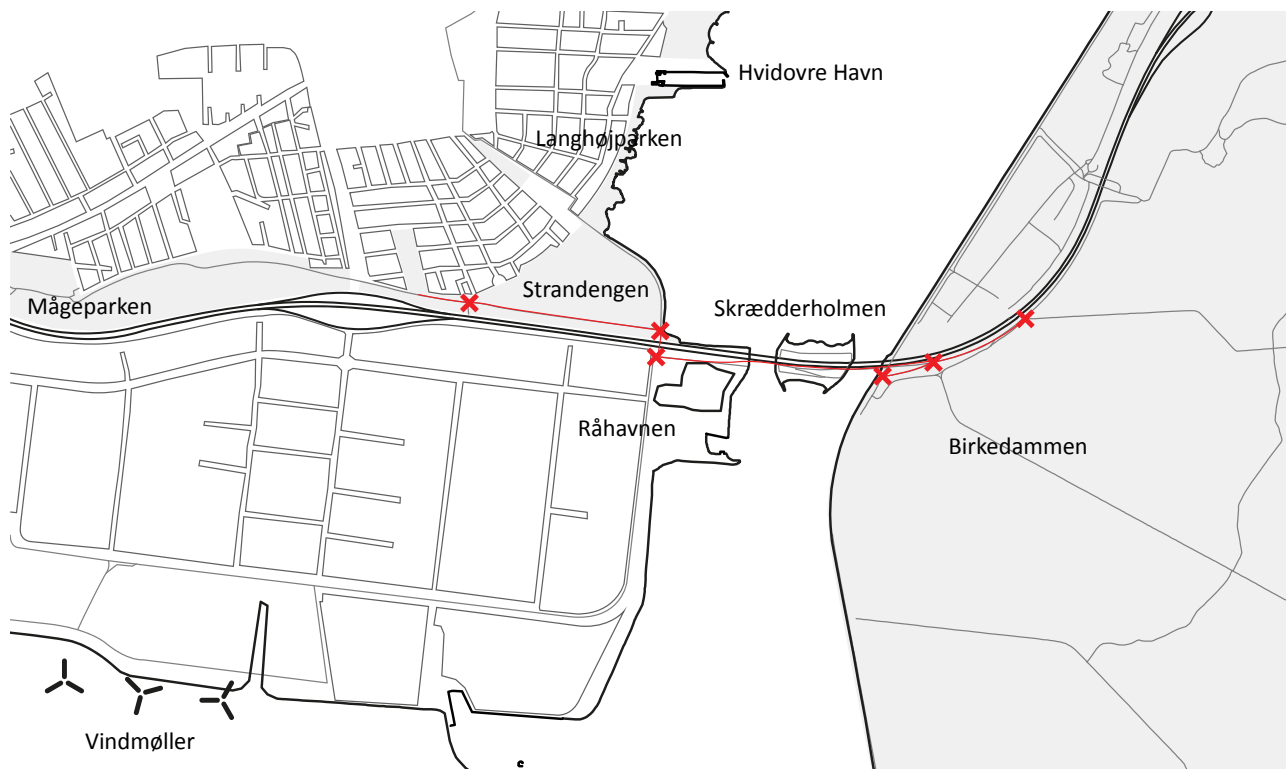 Hvidovre Havn
Langhøjparken
Mågeparken
Strandengen
Skrædderholmen
Råhavnen
Birkedammen
Vindmøller